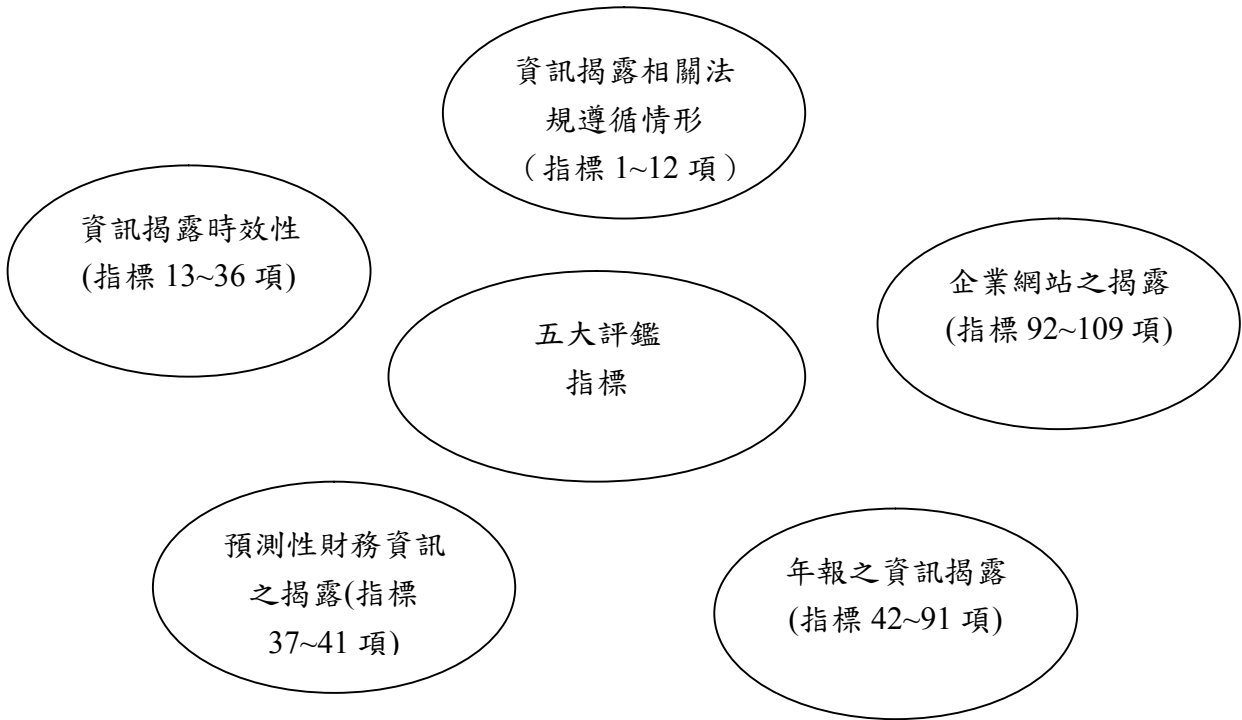 資訊揭露相關法
規遵循情形
（指標 1~12 項）
資訊揭露時效性
(指標 13~36 項)
企業網站之揭露
(指標 92~109 項)
五大評鑑
指標
預測性財務資訊
之揭露(指標
37~41 項)
年報之資訊揭露
(指標 42~91 項)